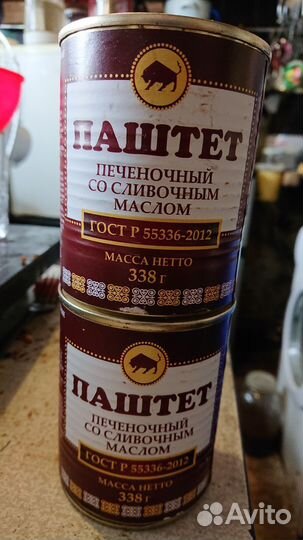 ПАШТЕТ
ПЕЧЕНОЧНЫЙ
СО СЛИВОЧНЫМ
МАСЛОМ
ГОСТ Р 55336-2012
МАССА НЕТТО
338 г
ПАШТЕТ
ПЕЧЕНОЧНЫЙ
СО СЛИВОЧНЫМ
МАСЛОМ
ГОСТ Р 55336-2012
МАССА НЕТТО
338 г
Avito